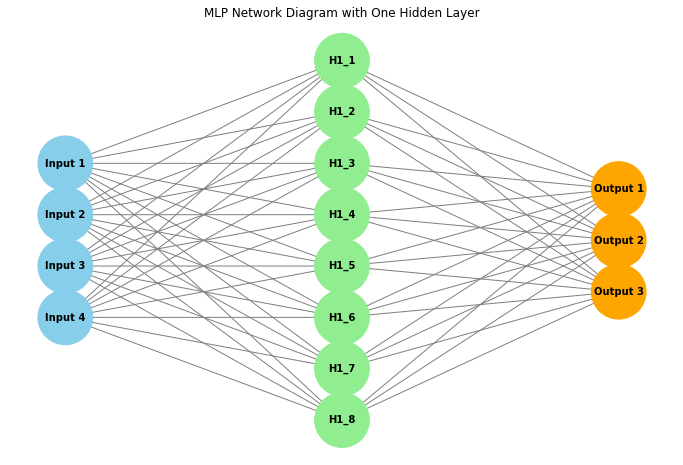 MLP Network Diagram with One Hidden Layer
Input 1
Input 2
Input 3
Input 4
H1_1
H1_2
H1_3
H1_4
H1_5
H1_6
H1_7
H1_8
Output 1
Output 2
Output 3